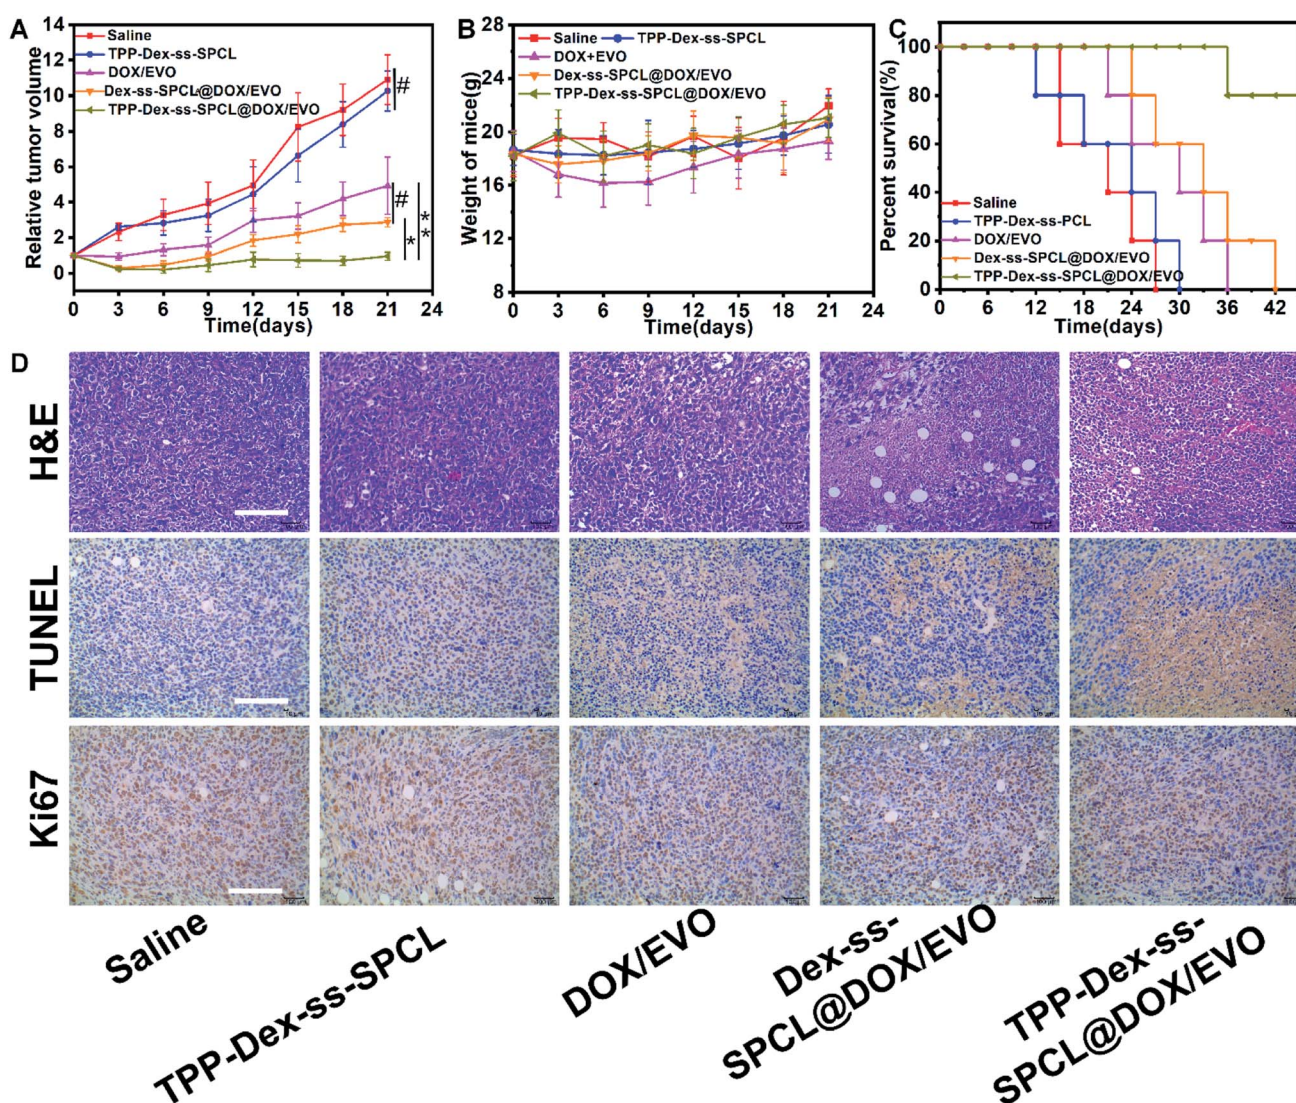 A
Relative tumor volume
14
12
10
8
6
4
2
0
Saline
TPP-Dex-ss-SPCL
DOX/EVO
Dex-ss-SPCL@DOX/EVO
TPP-Dex-ss-SPCL@DOX/EVO
#
#
*
**
0 3 6 9 12 15 18 21 24
Time(days)
B
Weight of mice(g)
28
24
20
16
12
8
Saline TPP-Dex-ss-SPCL
DOX+EVO
Dex-ss-SPCL@DOX/EVO
TPP-Dex-ss-SPCL@DOX/EVO
0 3 6 9 12 15 18 21 24
Time(days)
C
Percent survival(%)
100
80
60
40
20
0
Saline
TPP-Dex-ss-PCL
DOX/EVO
Dex-ss-SPCL@DOX/EVO
TPP-Dex-ss-SPCL@DOX/EVO
0 6 12 18 24 30 36 42
Time(days)
D
H&E
TUNEL
Ki67
Saline
TPP-Dex-ss-SPCL
DOX/EVO
Dex-ss-
SPCL@DOX/EVO
TPP-Dex-ss-
SPCL@DOX/EVO